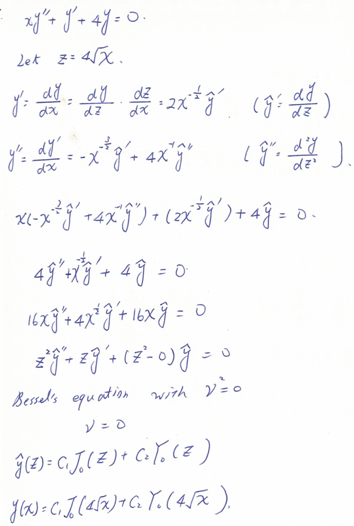 xy'' + y' + 4y = 0.
Let z = 4√x.
y' = dy/dx = dy/dz · dz/dx = 2x^{-1/2} ŷ' (ŷ' = dy/dz)
y'' = dy'/dx = -x^{-3/2} ŷ' + 4x^{-1} ŷ'' (ŷ'' = d²y/dz²).
x(-x^{-3/2} ŷ' + 4x^{-1} ŷ'') + (2x^{-1/2} ŷ') + 4ŷ = 0.
4ŷ'' + x^{-1/2} ŷ' + 4ŷ = 0
16xŷ'' + 4x^{1/2} ŷ' + 16xŷ = 0
z²ŷ'' + zŷ' + (z² - 0)ŷ = 0
Bessel's equation with ν² = 0
ν = 0
ŷ(z) = C₁J₀(z) + C₂Y₀(z)
y(x) = C₁J₀(4√x) + C₂Y₀(4√x).